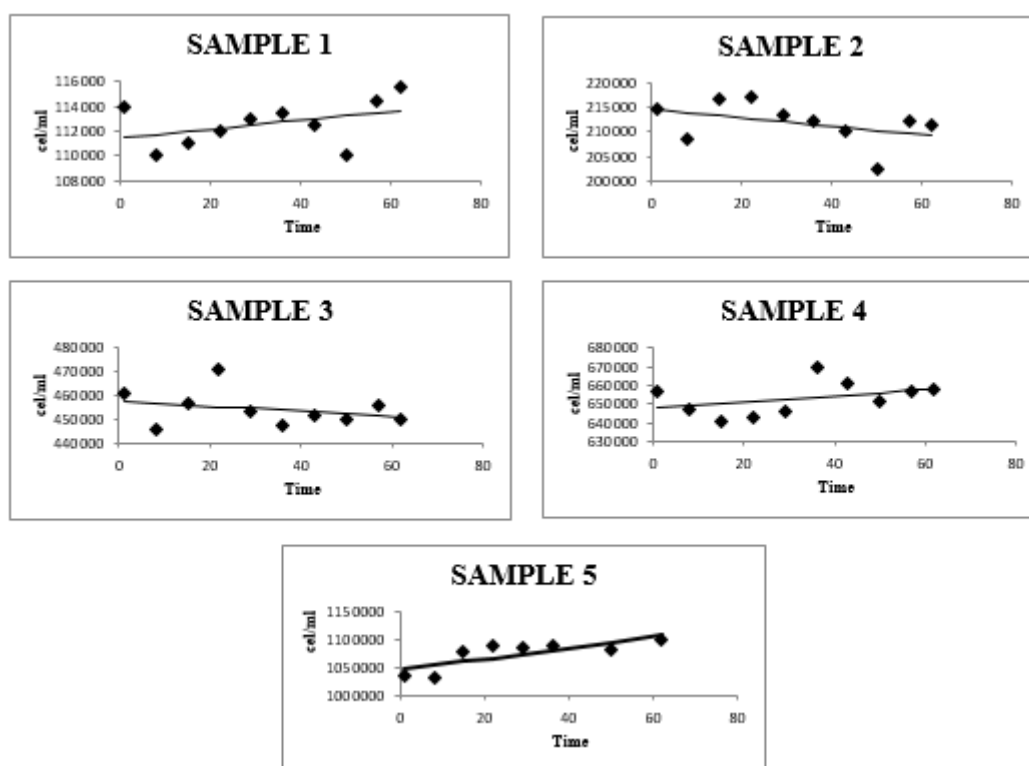 SAMPLE 1
116000
114000
112000
110000
108000
cel/ml
0 20 40 60 80
Time
SAMPLE 2
220000
215000
210000
205000
200000
cel/ml
0 20 40 60 80
Time
SAMPLE 3
480000
470000
460000
450000
440000
cel/ml
0 20 40 60 80
Time
SAMPLE 4
680000
670000
660000
650000
640000
630000
cel/ml
0 20 40 60 80
Time
SAMPLE 5
1150000
1100000
1050000
1000000
cel/ml
0 20 40 60 80
Time